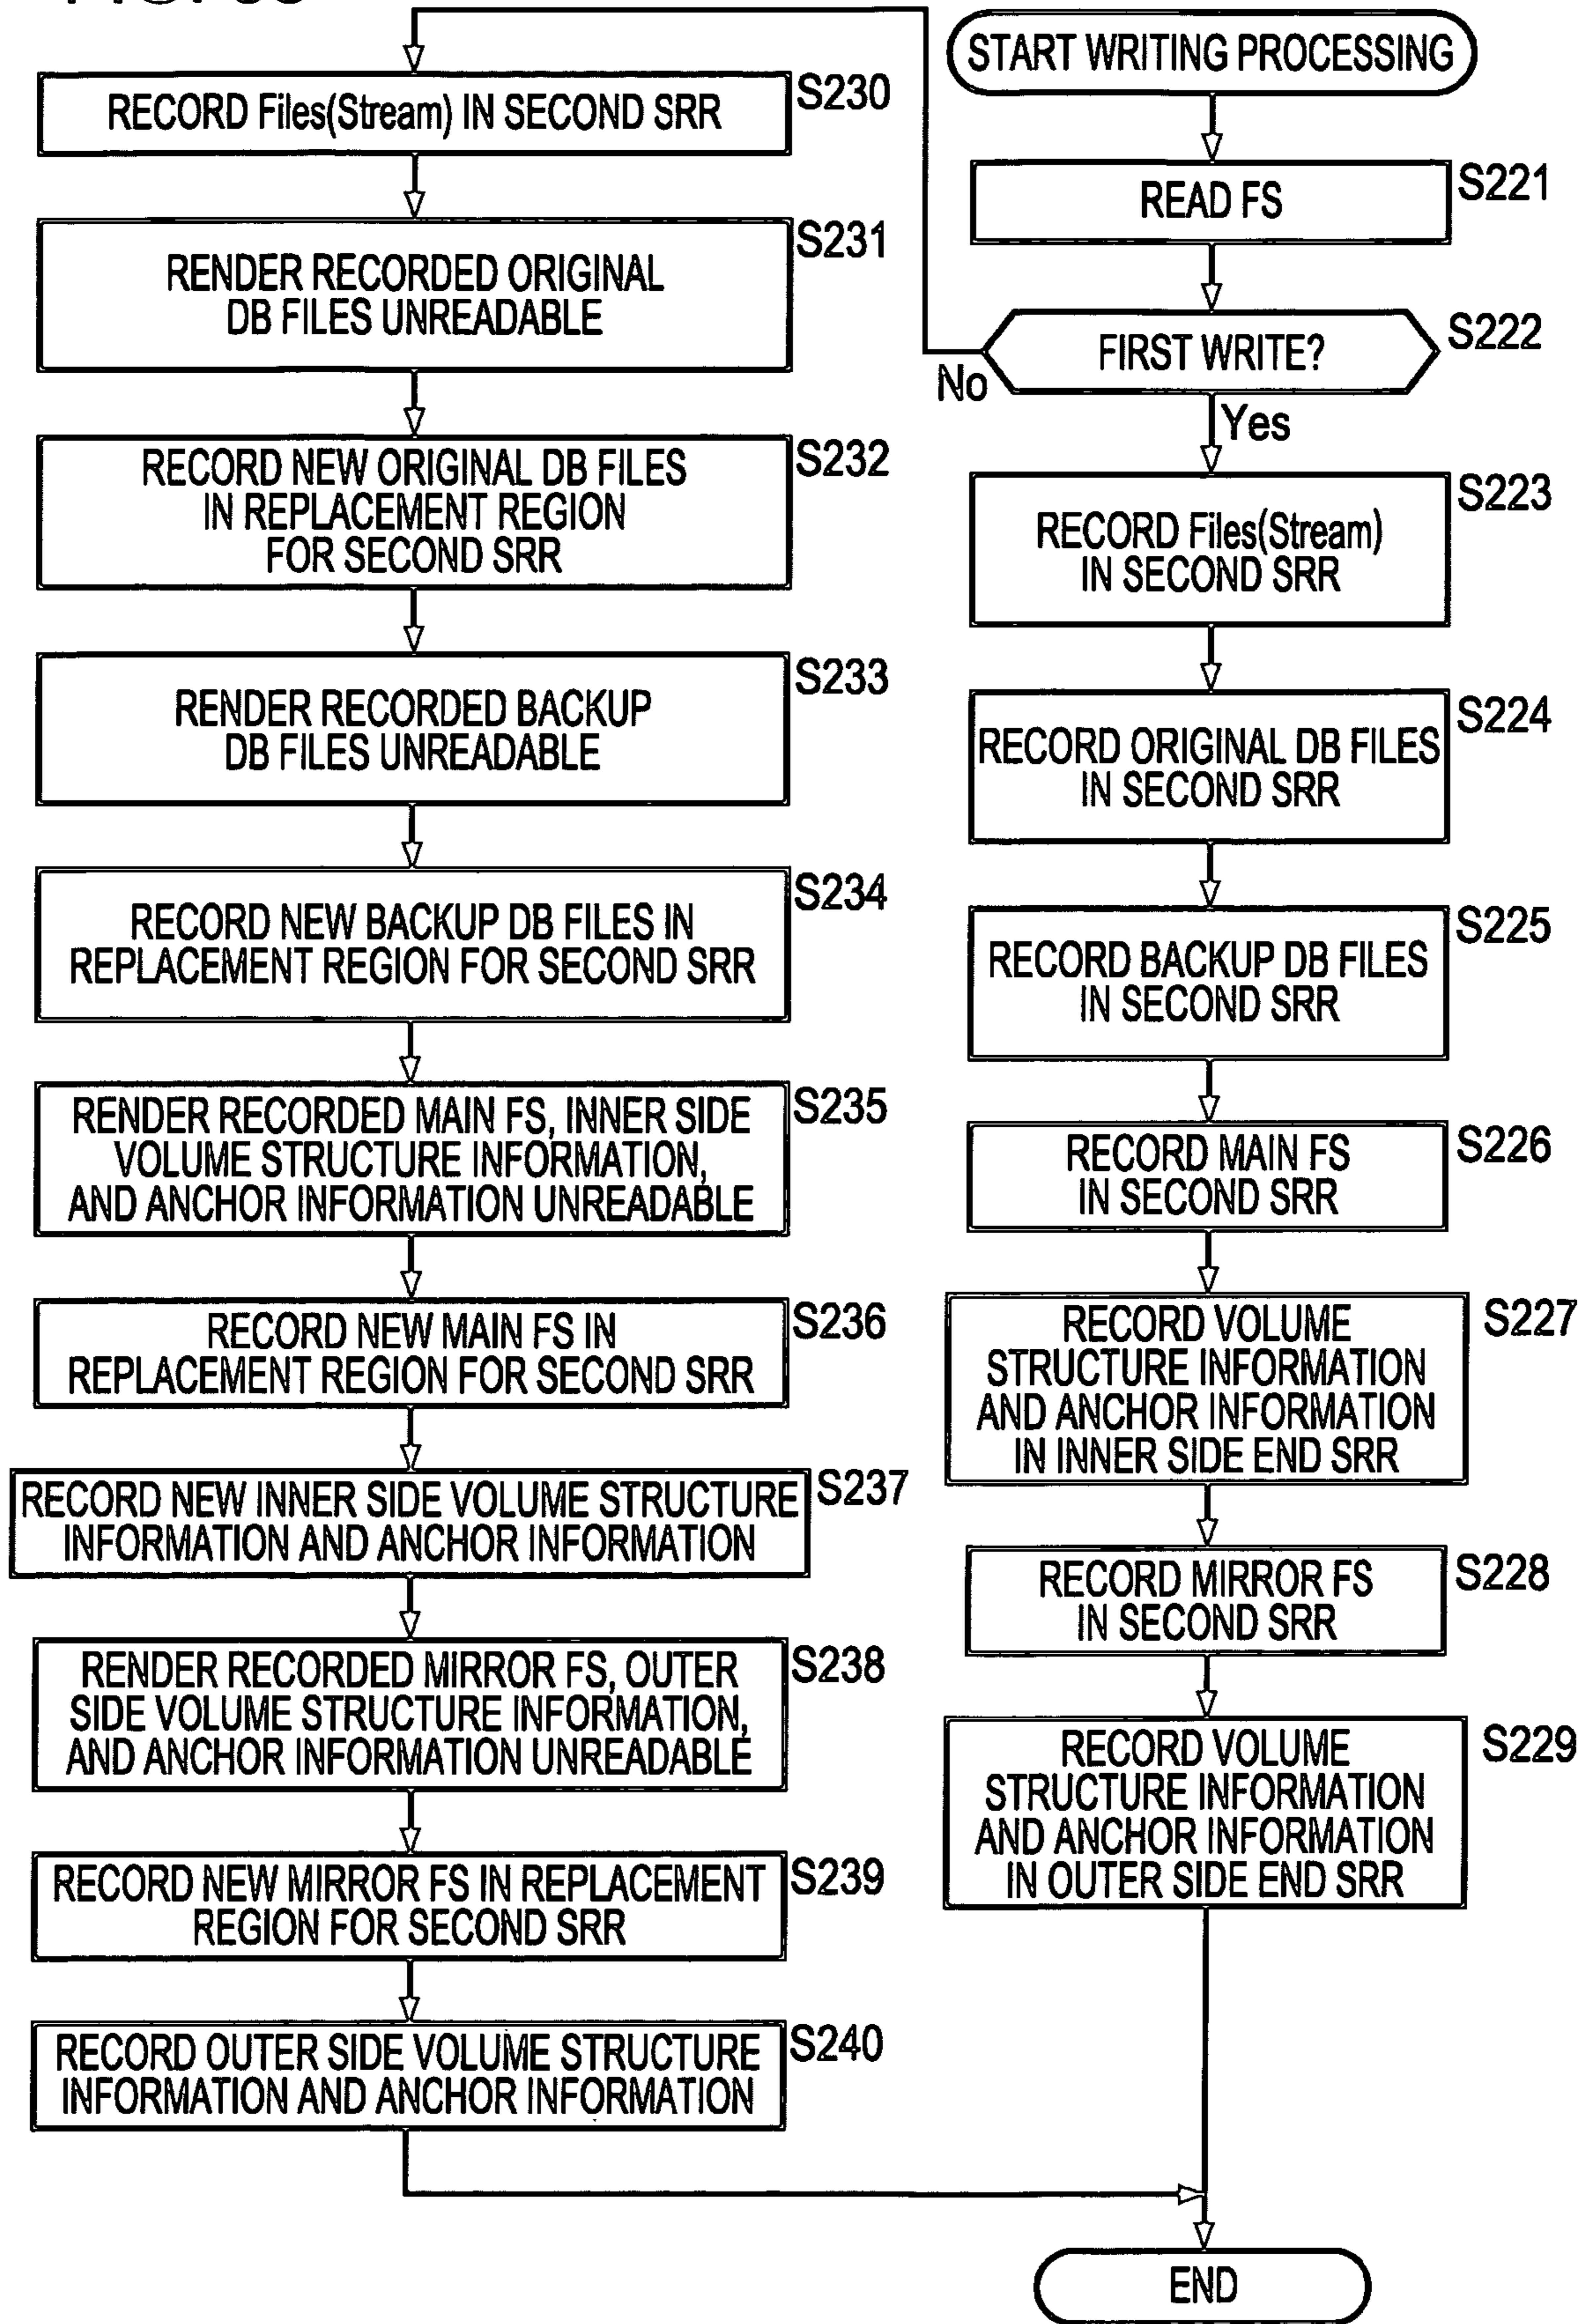 START WRITING PROCESSING
READ FS
S221
FIRST WRITE?
S222
No
Yes
RECORD Files(Stream)
IN SECOND SRR
S223
RECORD ORIGINAL DB FILES
IN SECOND SRR
S224
RECORD BACKUP DB FILES
IN SECOND SRR
S225
RECORD MAIN FS
IN SECOND SRR
S226
RECORD VOLUME
STRUCTURE INFORMATION
AND ANCHOR INFORMATION
IN INNER SIDE END SRR
S227
RECORD MIRROR FS
IN SECOND SRR
S228
RECORD VOLUME
STRUCTURE INFORMATION
AND ANCHOR INFORMATION
IN OUTER SIDE END SRR
S229
RECORD Files(Stream) IN SECOND SRR
S230
RENDER RECORDED ORIGINAL
DB FILES UNREADABLE
S231
RECORD NEW ORIGINAL DB FILES
IN REPLACEMENT REGION
FOR SECOND SRR
S232
RENDER RECORDED BACKUP
DB FILES UNREADABLE
S233
RECORD NEW BACKUP DB FILES IN
REPLACEMENT REGION FOR SECOND SRR
S234
RENDER RECORDED MAIN FS, INNER SIDE
VOLUME STRUCTURE INFORMATION,
AND ANCHOR INFORMATION UNREADABLE
S235
RECORD NEW MAIN FS IN
REPLACEMENT REGION FOR SECOND SRR
S236
RECORD NEW INNER SIDE VOLUME STRUCTURE
INFORMATION AND ANCHOR INFORMATION
S237
RENDER RECORDED MIRROR FS, OUTER
SIDE VOLUME STRUCTURE INFORMATION,
AND ANCHOR INFORMATION UNREADABLE
S238
RECORD NEW MIRROR FS IN REPLACEMENT
REGION FOR SECOND SRR
S239
RECORD OUTER SIDE VOLUME STRUCTURE
INFORMATION AND ANCHOR INFORMATION
S240
END